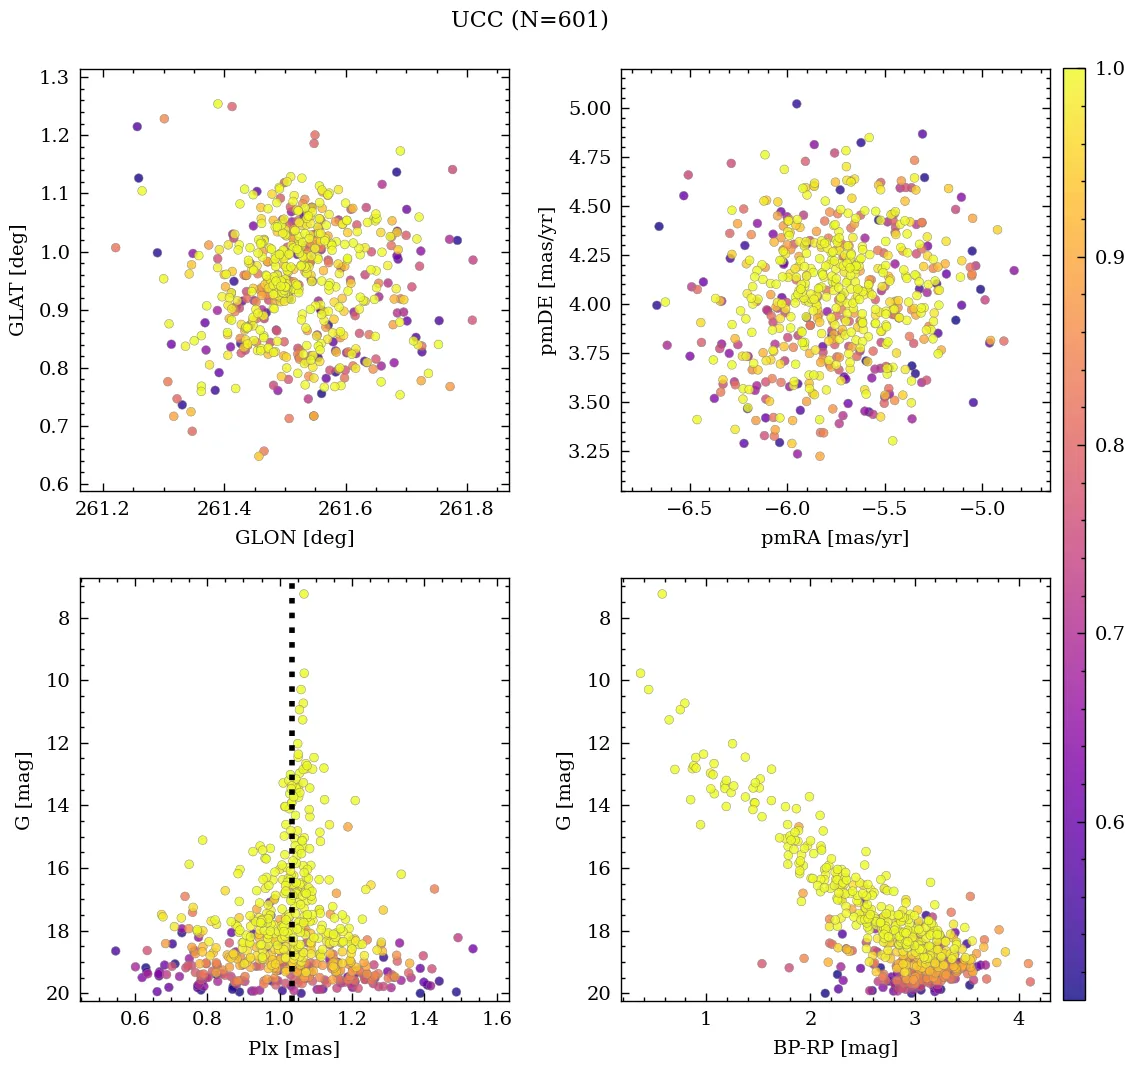 UCC (N=601)
1.3
1.2
1.1
1.0
0.9
0.8
0.7
0.6
GLAT [deg]
261.2 261.4 261.6 261.8
GLON [deg]
5.00
4.75
4.50
4.25
4.00
3.75
3.50
3.25
pmDE [mas/yr]
−6.5 −6.0 −5.5 −5.0
pmRA [mas/yr]
8
10
12
14
16
18
20
G [mag]
0.6 0.8 1.0 1.2 1.4 1.6
Plx [mas]
8
10
12
14
16
18
20
G [mag]
1 2 3 4
BP-RP [mag]
1.0
0.9
0.8
0.7
0.6